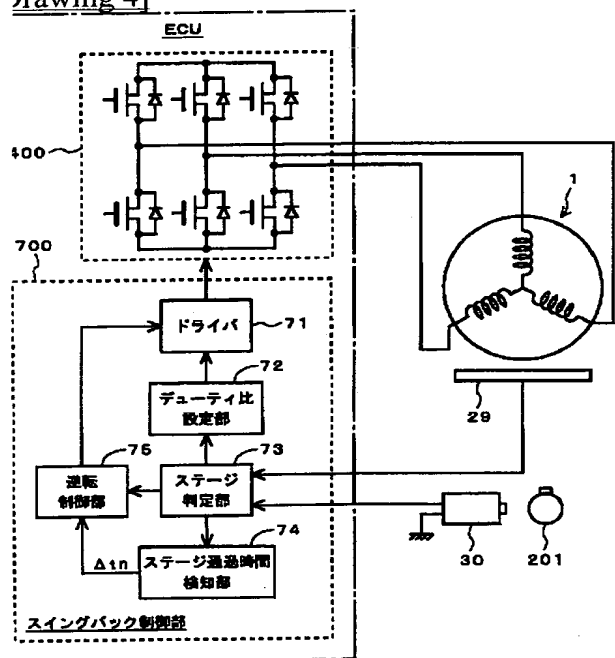 Drawing 4]
ECU
400
1
700
ドライバ
71
72
デューティ比
設定部
29
75
73
逆転
制御部
ステージ
判定部
74
30
201
Δtn
ステージ通過時間
検知部
スイングバック制御部